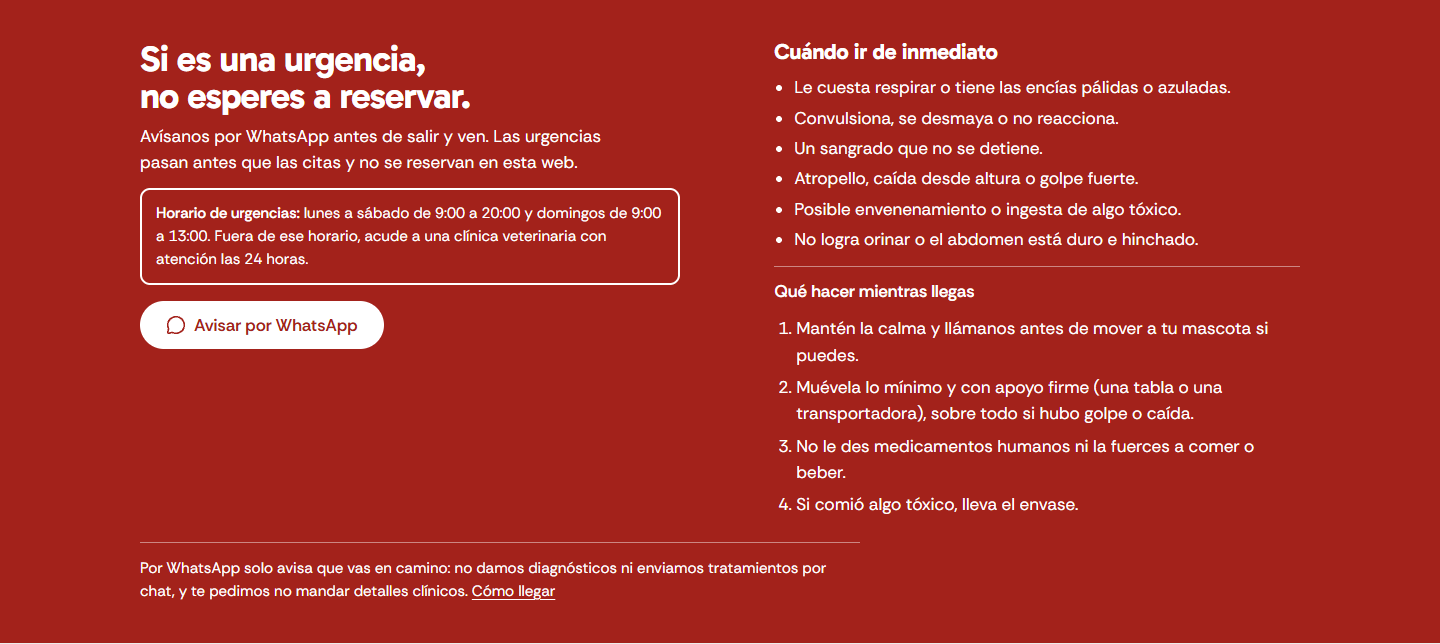 Si es una urgencia,
no esperes a reservar.
Avísanos por WhatsApp antes de salir y ven. Las urgencias
pasan antes que las citas y no se reservan en esta web.
Horario de urgencias: lunes a sábado de 9:00 a 20:00 y domingos de 9:00
a 13:00. Fuera de ese horario, acude a una clínica veterinaria con
atención las 24 horas.
Avisar por WhatsApp
Cuándo ir de inmediato
• Le cuesta respirar o tiene las encías pálidas o azuladas.
• Convulsiona, se desmaya o no reacciona.
• Un sangrado que no se detiene.
• Atropello, caída desde altura o golpe fuerte.
• Posible envenenamiento o ingesta de algo tóxico.
• No logra orinar o el abdomen está duro e hinchado.
Qué hacer mientras llegas
1. Mantén la calma y llámanos antes de mover a tu mascota si
puedes.
2. Muévela lo mínimo y con apoyo firme (una tabla o una
transportadora), sobre todo si hubo golpe o caída.
3. No le des medicamentos humanos ni la fuerces a comer o
beber.
4. Si comió algo tóxico, lleva el envase.
Por WhatsApp solo avisa que vas en camino: no damos diagnósticos ni enviamos tratamientos por
chat, y te pedimos no mandar detalles clínicos. Cómo llegar